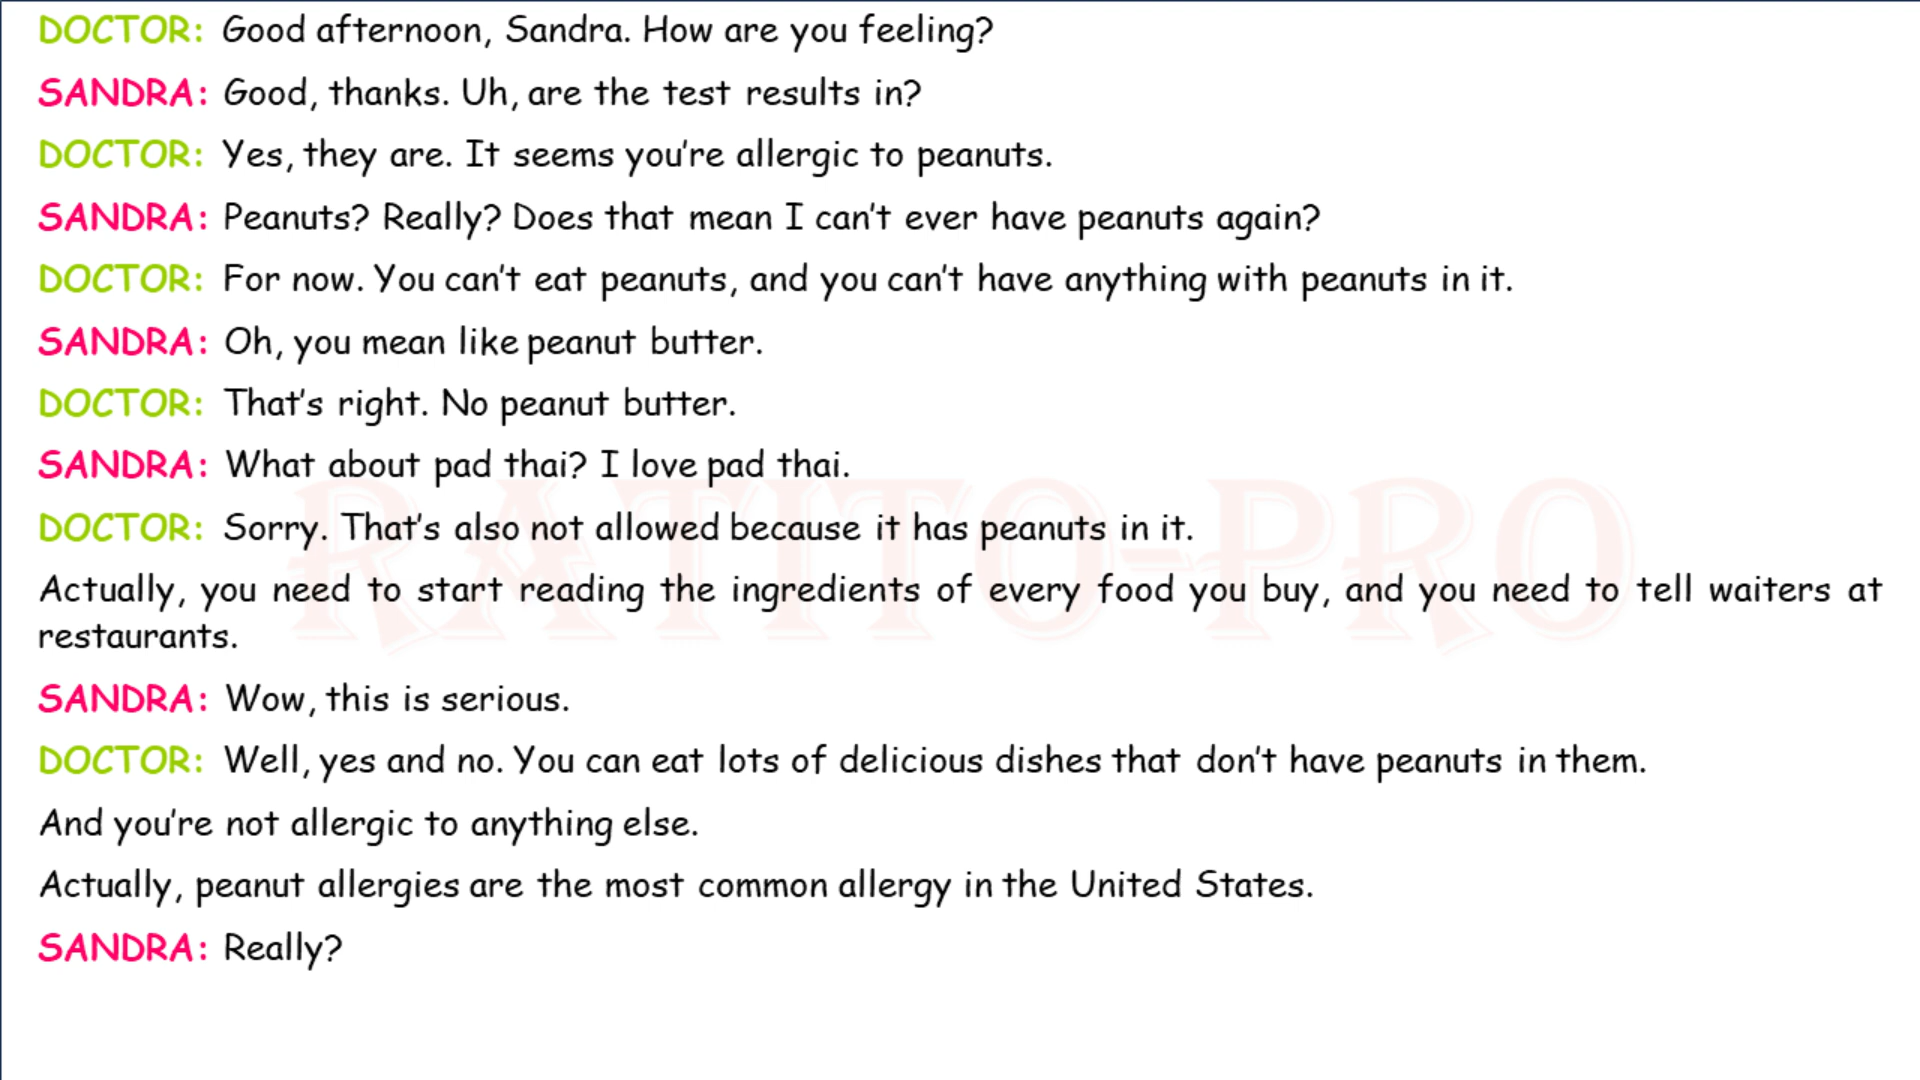 DOCTOR: Good afternoon, Sandra. How are you feeling?
SANDRA: Good, thanks. Uh, are the test results in?
DOCTOR: Yes, they are. It seems you're allergic to peanuts.
SANDRA: Peanuts? Really? Does that mean I can't ever have peanuts again?
DOCTOR: For now. You can't eat peanuts, and you can't have anything with peanuts in it.
SANDRA: Oh, you mean like peanut butter.
DOCTOR: That's right. No peanut butter.
SANDRA: What about pad thai? I love pad thai.
RATITO-PRO
DOCTOR: Sorry. That's also not allowed because it has peanuts in it.
Actually, you need to start reading the ingredients of every food you buy, and you need to tell waiters at
restaurants.
SANDRA: Wow, this is serious.
DOCTOR: Well, yes and no. You can eat lots of delicious dishes that don't have peanuts in them.
And you're not allergic to anything else.
Actually, peanut allergies are the most common allergy in the United States.
SANDRA: Really?